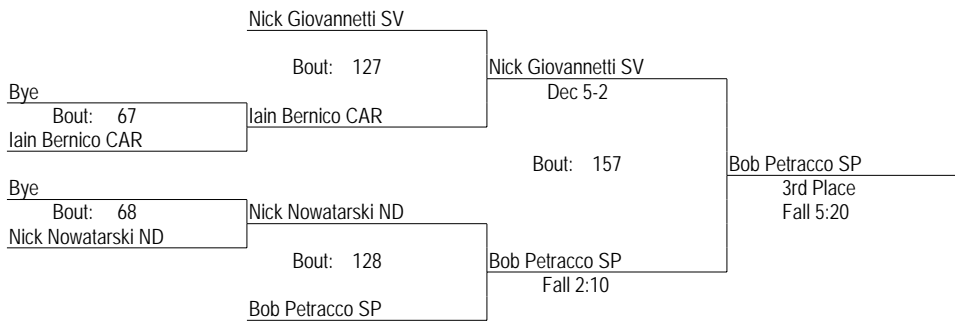 Nick Giovannetti SV
Bout: 127
Nick Giovannetti SV
Dec 5-2
Bye
Bout: 67
Iain Bernico CAR
Iain Bernico CAR
Bout: 157
Bob Petracco SP
3rd Place
Fall 5:20
Bye
Bout: 68
Nick Nowatarski ND
Nick Nowatarski ND
Bout: 128
Bob Petracco SP
Fall 2:10
Bob Petracco SP